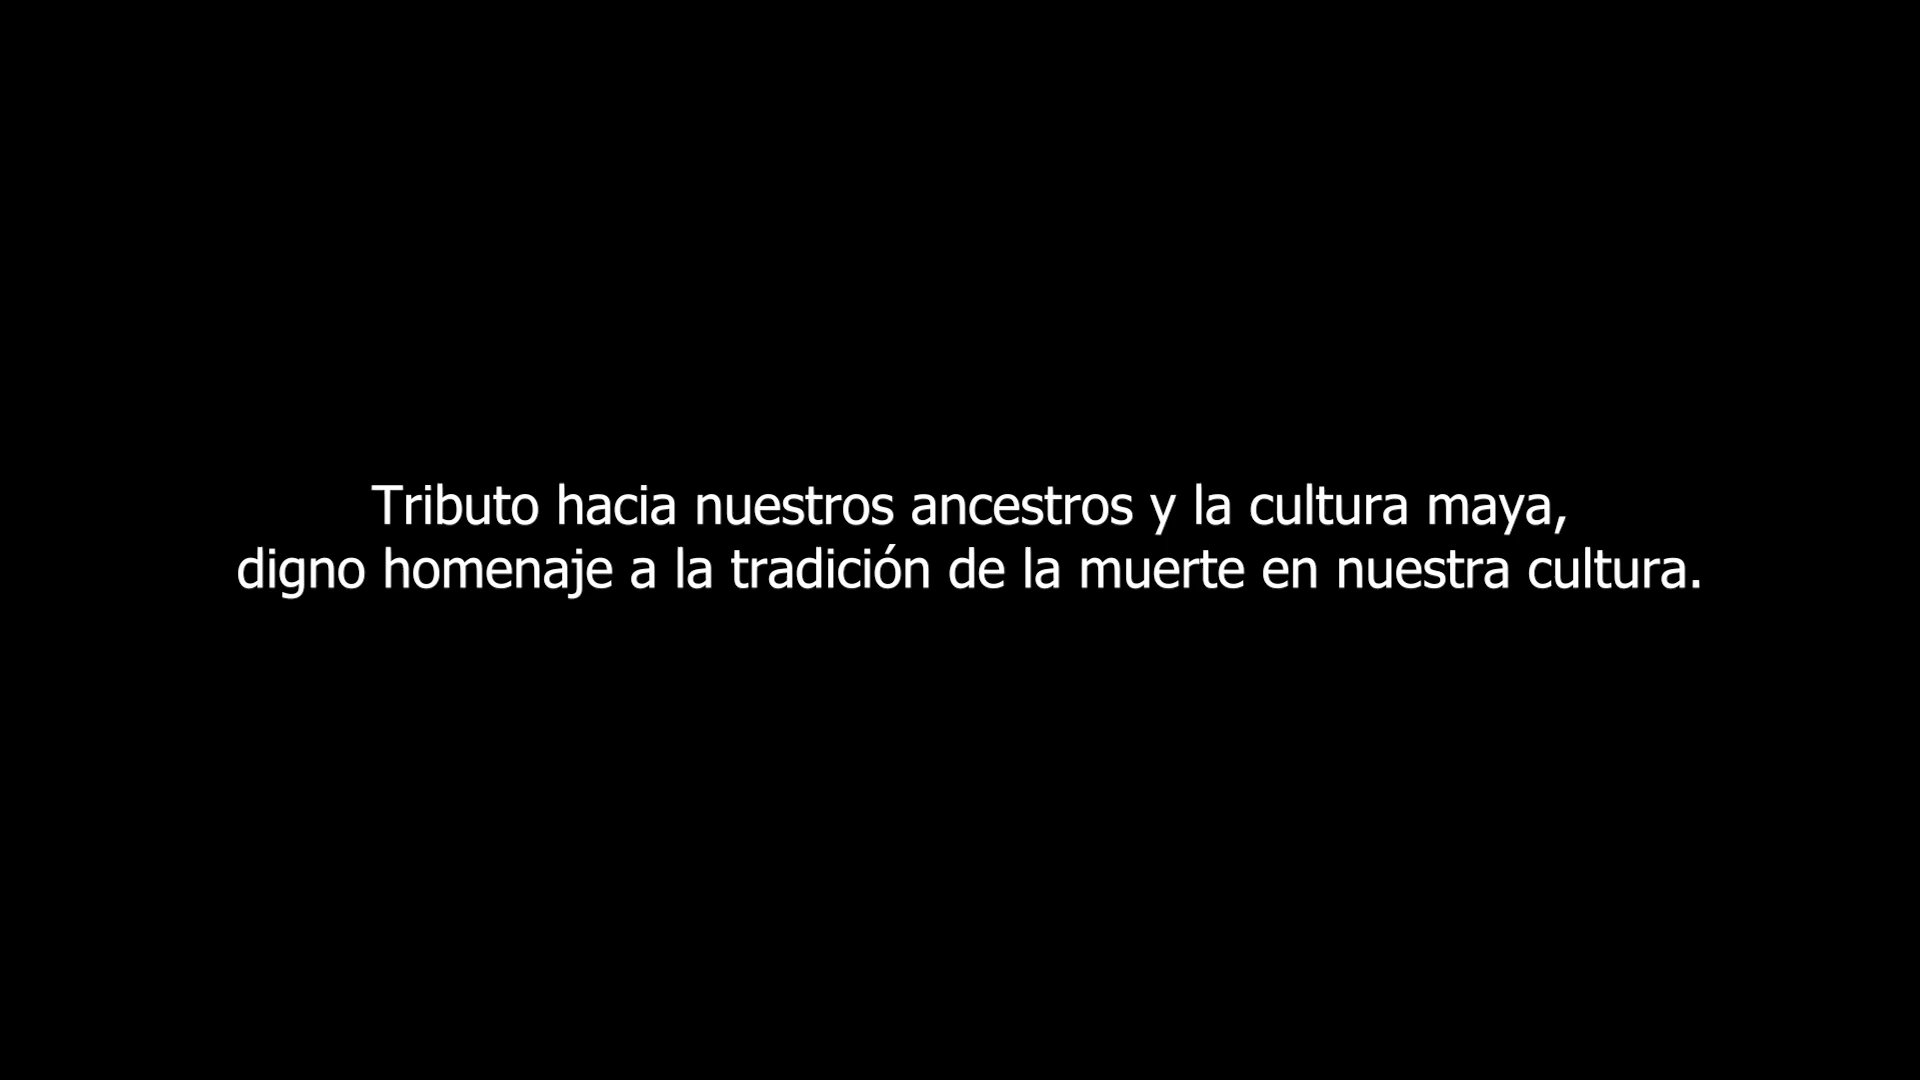 Tributo hacia nuestros ancestros y la cultura maya,
digno homenaje a la tradición de la muerte en nuestra cultura.